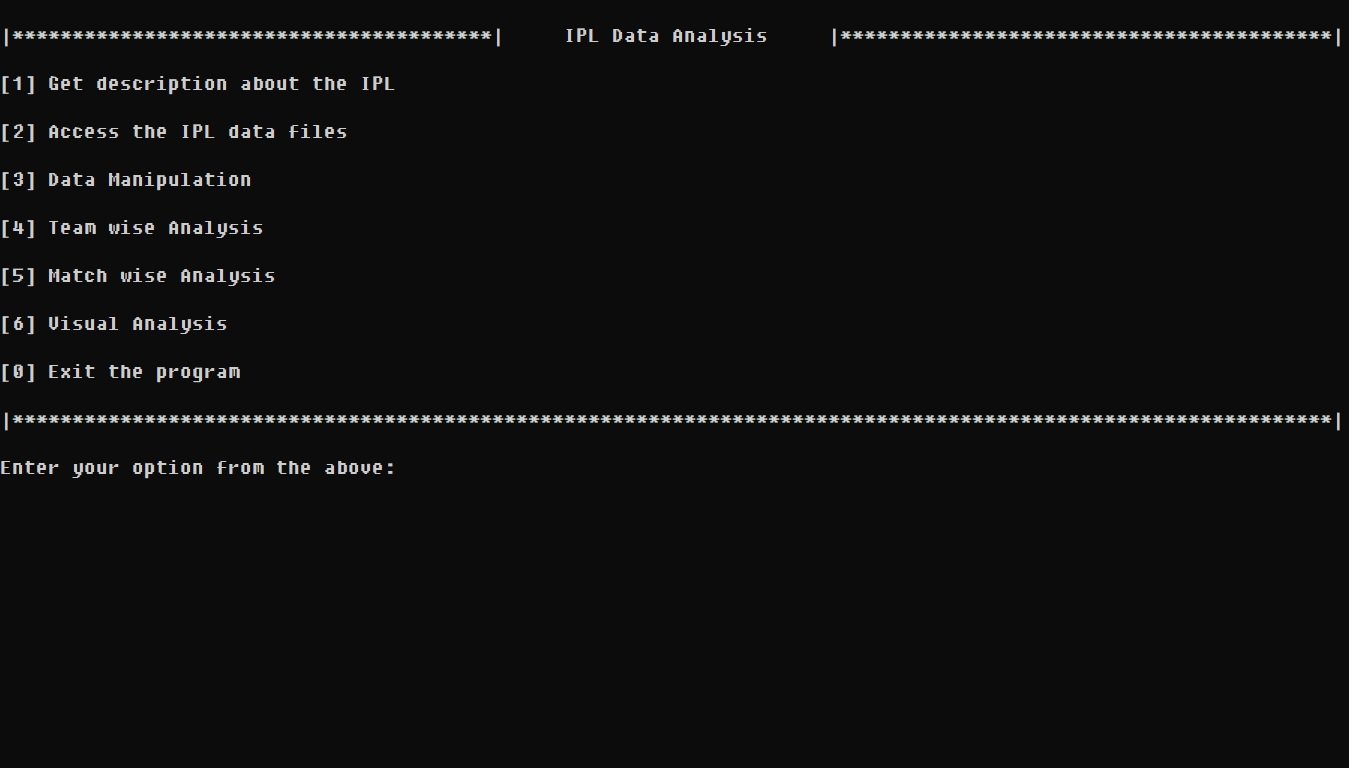 |****************************************|     IPL Data Analysis     |*****************************************|
[1] Get description about the IPL
[2] Access the IPL data files
[3] Data Manipulation
[4] Team wise Analysis
[5] Match wise Analysis
[6] Visual Analysis
[0] Exit the program
|**************************************************************************************************************|
Enter your option from the above: